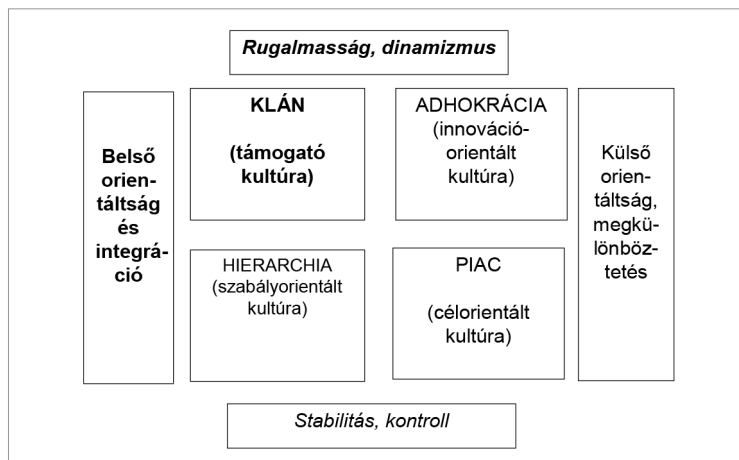 Rugalmasság, dinamizmus
Belső
orien-
táltság
és
integrá-
ció
KLÁN
(támogató
kultúra)
ADHOKRÁCIA
(innováció-
orientált
kultúra)
Külső
orien-
táltság,
megkü-
lönböz-
tetés
HIERARCHIA
(szabályorientált
kultúra)
PIAC
(célorientált
kultúra)
Stabilitás, kontroll